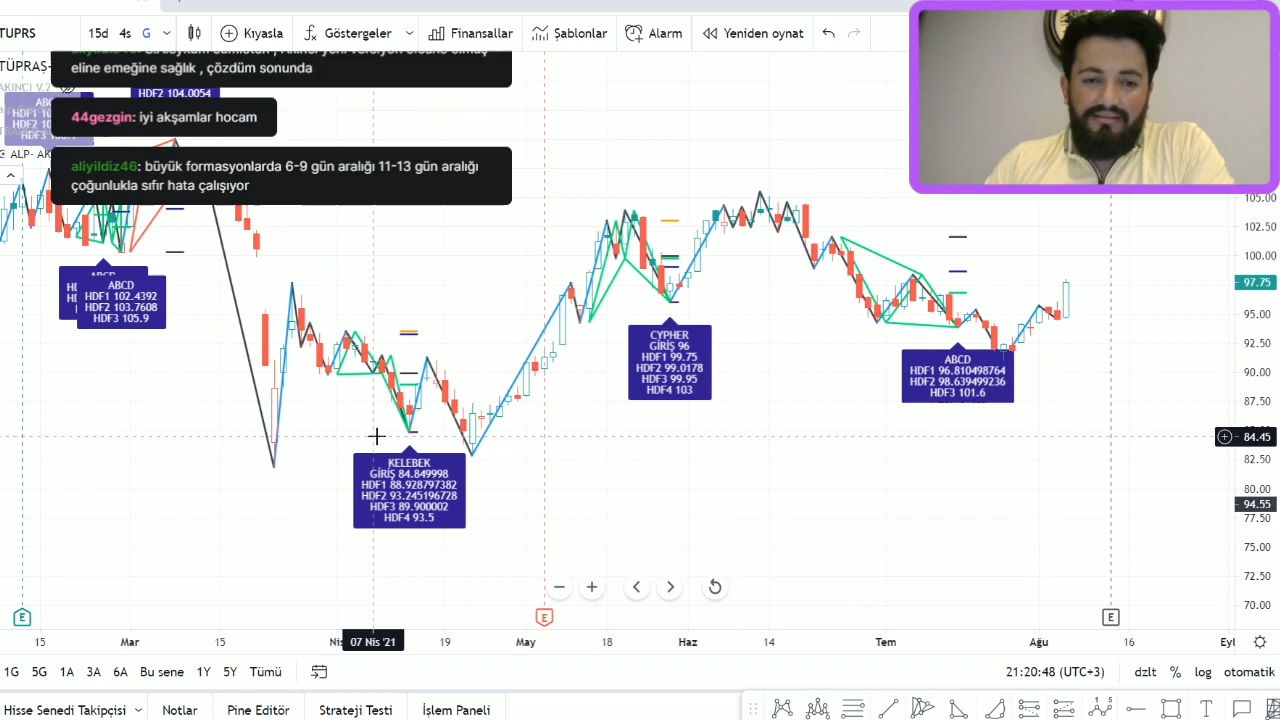 TUPRS 15d 4s G Kıyasla Göstergeler Finansallar Şablonlar Alarm Yeniden oynat
TÜPRAŞ-
eline emeğine sağlık , çözdüm sonunda
HDF2 104.0054
44gezgin: iyi akşamlar hocam
ALP- AK
aliyildiz46: büyük formasyonlarda 6-9 gün aralığı 11-13 gün aralığı
çoğunlukla sıfır hata çalışıyor
ABCD
HDF1 102.4392
HDF2 103.7608
HDF3 105.9
KELEBEK
GİRİŞ 84.849998
HDF1 88.928797382
HDF2 93.245196728
HDF3 89.900002
HDF4 93.5
CYPHER
GİRİŞ 96
HDF1 99.75
HDF2 99.0178
HDF3 99.95
HDF4 103
ABCD
HDF1 96.810498764
HDF2 98.639499236
HDF3 101.6
105.00
102.50
100.00
97.75
95.00
92.50
90.00
87.50
84.45
82.50
80.00
94.55
77.50
75.00
72.50
70.00
E E E
15 Mar 15 Nis 07 Nis '21 19 May 18 Haz 14 Tem Ağu 16 Eyl
1G 5G 1A 3A 6A Bu sene 1Y 5Y Tümü 21:20:48 (UTC+3) dzlt % log otomatik
Hisse Senedi Takipçisi Notlar Pine Editör Strateji Testi İşlem Paneli